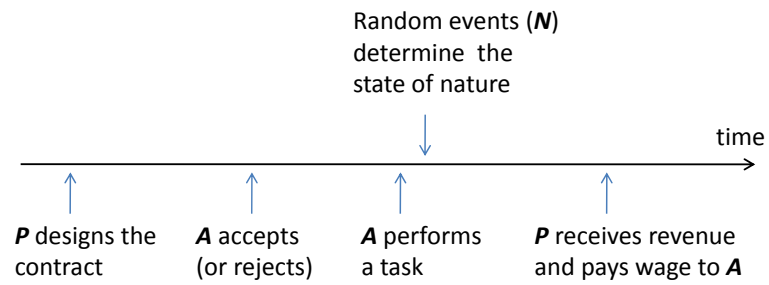 Random events (N)
determine the
state of nature
time
P designs the
contract
A accepts
(or rejects)
A performs
a task
P receives revenue
and pays wage to A